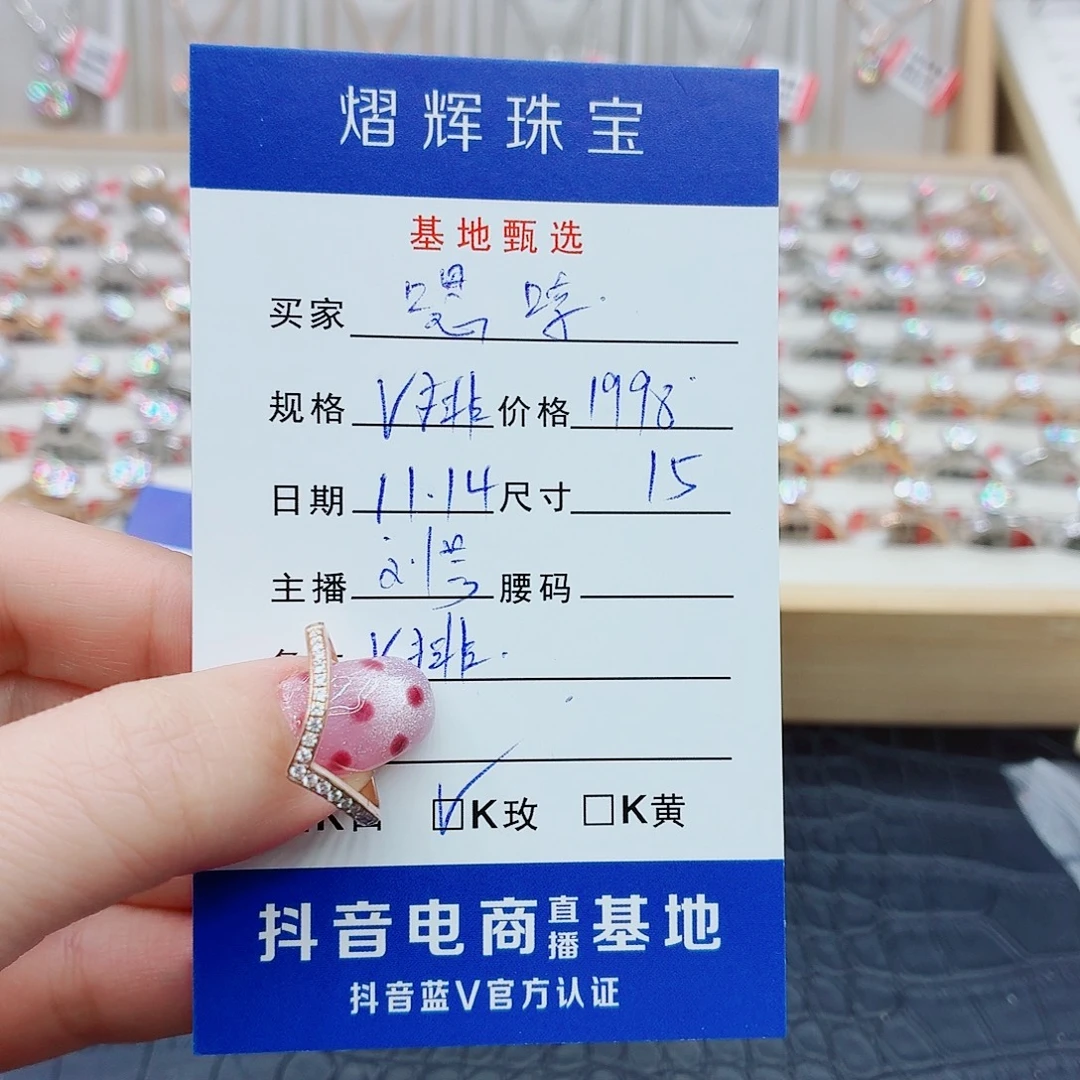 熠辉珠宝
基地甄选
买家
规格 V排 价格 1998
日期 11.14 尺寸 15
主播 腰码
V排.
K玫 K黄
抖音电商直播基地
抖音蓝V官方认证